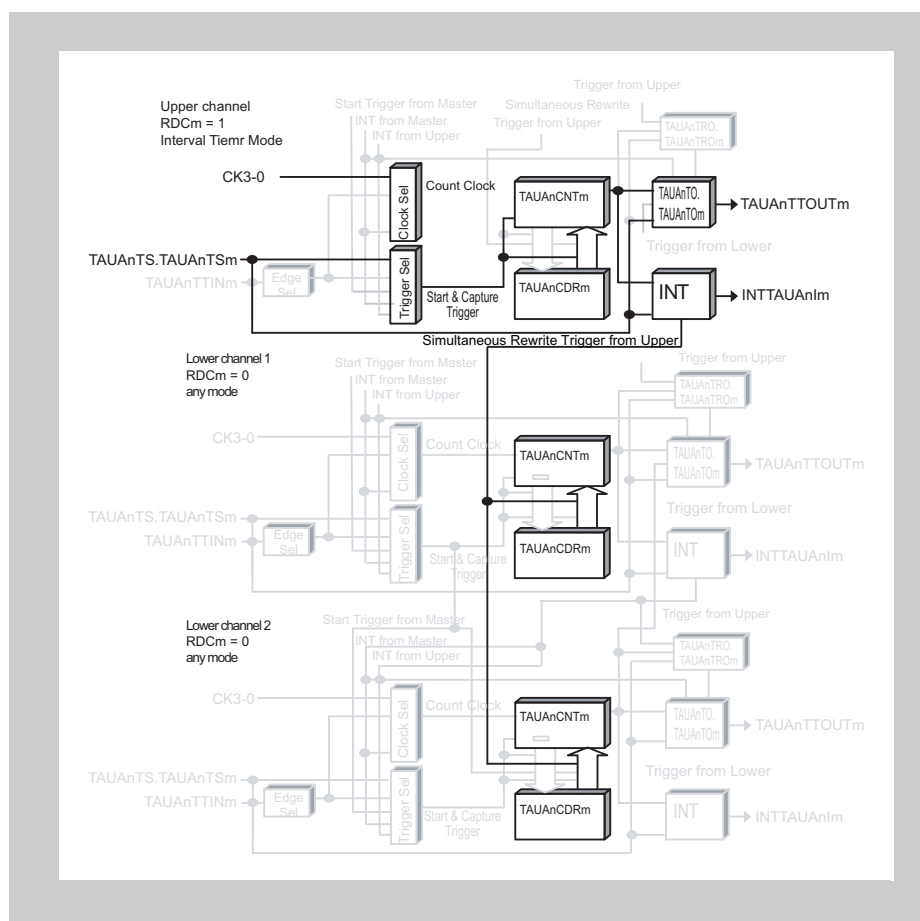 Trigger from Upper
Upper channel
RDCm = 1
Interval Tiemr Mode
Start Trigger from Master
INT from Master
INT from Upper
Simultaneous Rewrite
Trigger from Upper
TAUAnTRO.
TAUAnTROm
CK3-0
Clock Sel
Count Clock
TAUAnCNTm
TAUAnTO.
TAUAnTOm
TAUAnTTOUTm
Trigger from Lower
TAUAnTS.TAUAnTSm
TAUAnTTINm
Edge
Sel
Trigger Sel
Start & Capture
Trigger
TAUAnCDRm
INT
INTTAUAnIm
Simultaneous Rewrite Trigger from Upper
Lower channel 1
RDCm = 0
any mode
Start Trigger from Master
INT from Master
INT from Upper
Trigger from Upper
TAUAnTRO.
TAUAnTROm
CK3-0
Clock Sel
Count Clock
TAUAnCNTm
TAUAnTO.
TAUAnTOm
TAUAnTTOUTm
Trigger from Lower
TAUAnTS.TAUAnTSm
TAUAnTTINm
Edge
Sel
Trigger Sel
Start & Capture
Trigger
TAUAnCDRm
INT
INTTAUAnIm
Lower channel 2
RDCm = 0
any mode
Start Trigger from Master
INT from Master
INT from Upper
Trigger from Upper
TAUAnTRO.
TAUAnTROm
CK3-0
Clock Sel
Count Clock
TAUAnCNTm
TAUAnTO.
TAUAnTOm
TAUAnTTOUTm
Trigger from Lower
TAUAnTS.TAUAnTSm
TAUAnTTINm
Edge
Sel
Trigger Sel
Start & Capture
Trigger
TAUAnCDRm
INT
INTTAUAnIm